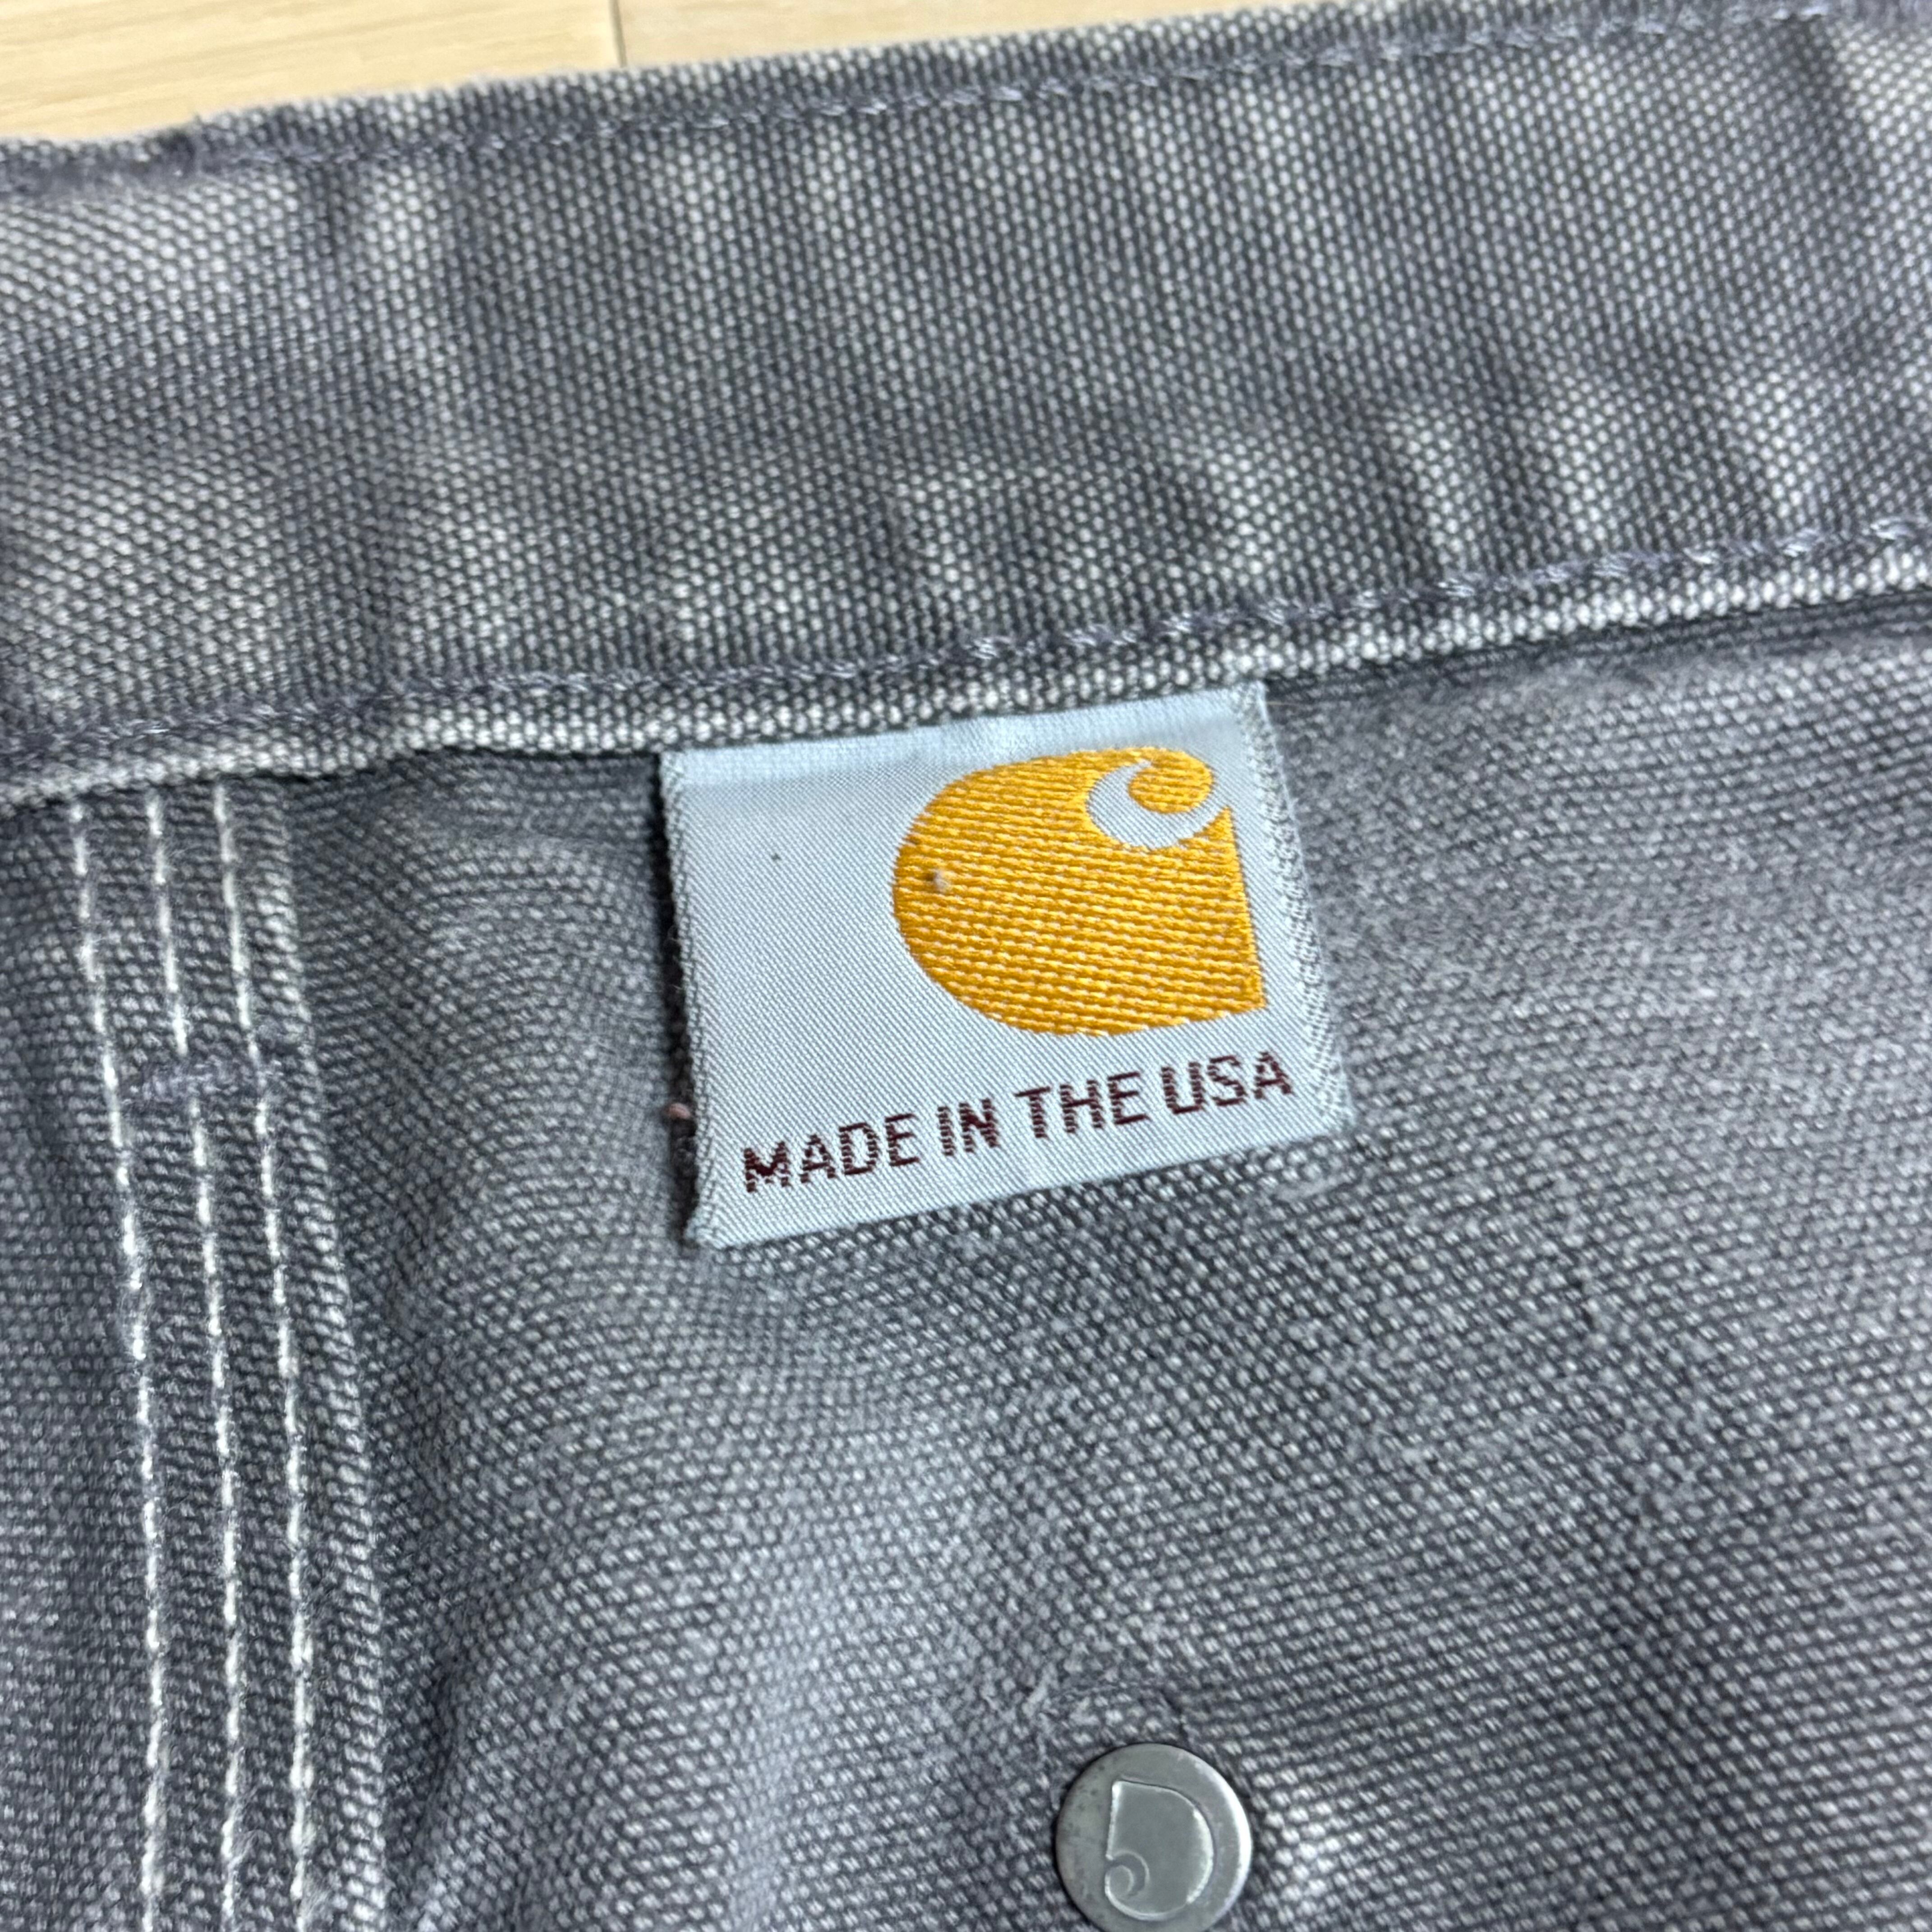 MADE IN THE USA